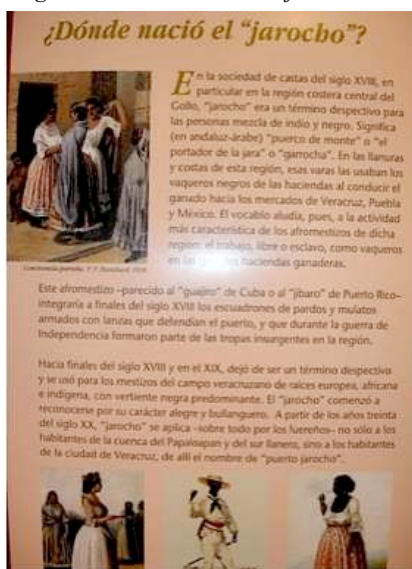 ¿Dónde nació el "jarocho"?
En la sociedad de castas del siglo XVIII, en
particular en la región costera central del
Golfo, "jarocho" era un término despectivo para
las personas mezcla de indio y negro. Significa
(en andaluz-árabe) "puerco de monte" o "el
portador de la jara" o "garrocha". En las llanuras
y costas de esta región, esas varas las usaban los
vaqueros negros de las haciendas al conducir el
ganado hacia los mercados de Veracruz, Puebla
y México. El vocablo aludía, pues, a la actividad
más característica de los afromestizos de dicha
región: el trabajo, libre o esclavo, como vaqueros
en las haciendas ganaderas.
Este afromestizo –parecido al "guajiro" de Cuba o al "jíbaro" de Puerto Rico–
integraría a finales del siglo XVIII los escuadrones de pardos y mulatos
armados con lanzas que defendían el puerto, y que durante la guerra de
Independencia formaron parte de las tropas insurgentes en la región.
Hacia finales del siglo XVIII y en el XIX, dejó de ser un término despectivo
y se usó para los mestizos del campo veracruzano de raíces europea, africana
e indígena, con vertiente negra predominante. El "jarocho" comenzó a
reconocerse por su carácter alegre y bullanguero. A partir de los años treinta
del siglo XX, "jarocho" se aplica –sobre todo por los fuereños– no sólo a los
habitantes de la cuenca del Papaloapan y del sur llanero, sino a los habitantes
de la ciudad de Veracruz, de allí el nombre de "puerto jarocho".